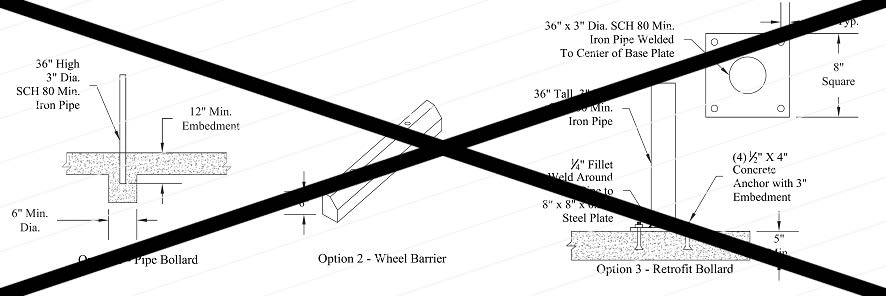 36" High
3" Dia.
SCH 80 Min.
Iron Pipe
12" Min.
Embedment
6" Min.
Dia.
Pipe Bollard
Option 2 - Wheel Barrier
36" x 3" Dia. SCH 80 Min.
Iron Pipe Welded
To Center of Base Plate
Typ.
8"
Square
36" Tall, 3"
Min.
Iron Pipe
¼" Fillet
Weld Around
to
8" x 8" x
Steel Plate
(4) ½" X 4"
Concrete
Anchor with 3"
Embedment
5"
Option 3 - Retrofit Bollard